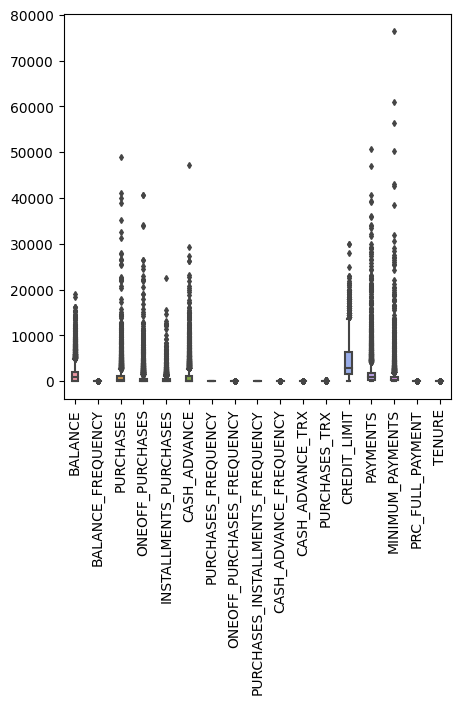 80000
70000
60000
50000
40000
30000
20000
10000
0
BALANCE
BALANCE_FREQUENCY
PURCHASES
ONEOFF_PURCHASES
INSTALLMENTS_PURCHASES
CASH_ADVANCE
PURCHASES_FREQUENCY
ONEOFF_PURCHASES_FREQUENCY
PURCHASES_INSTALLMENTS_FREQUENCY
CASH_ADVANCE_FREQUENCY
CASH_ADVANCE_TRX
PURCHASES_TRX
CREDIT_LIMIT
PAYMENTS
MINIMUM_PAYMENTS
PRC_FULL_PAYMENT
TENURE